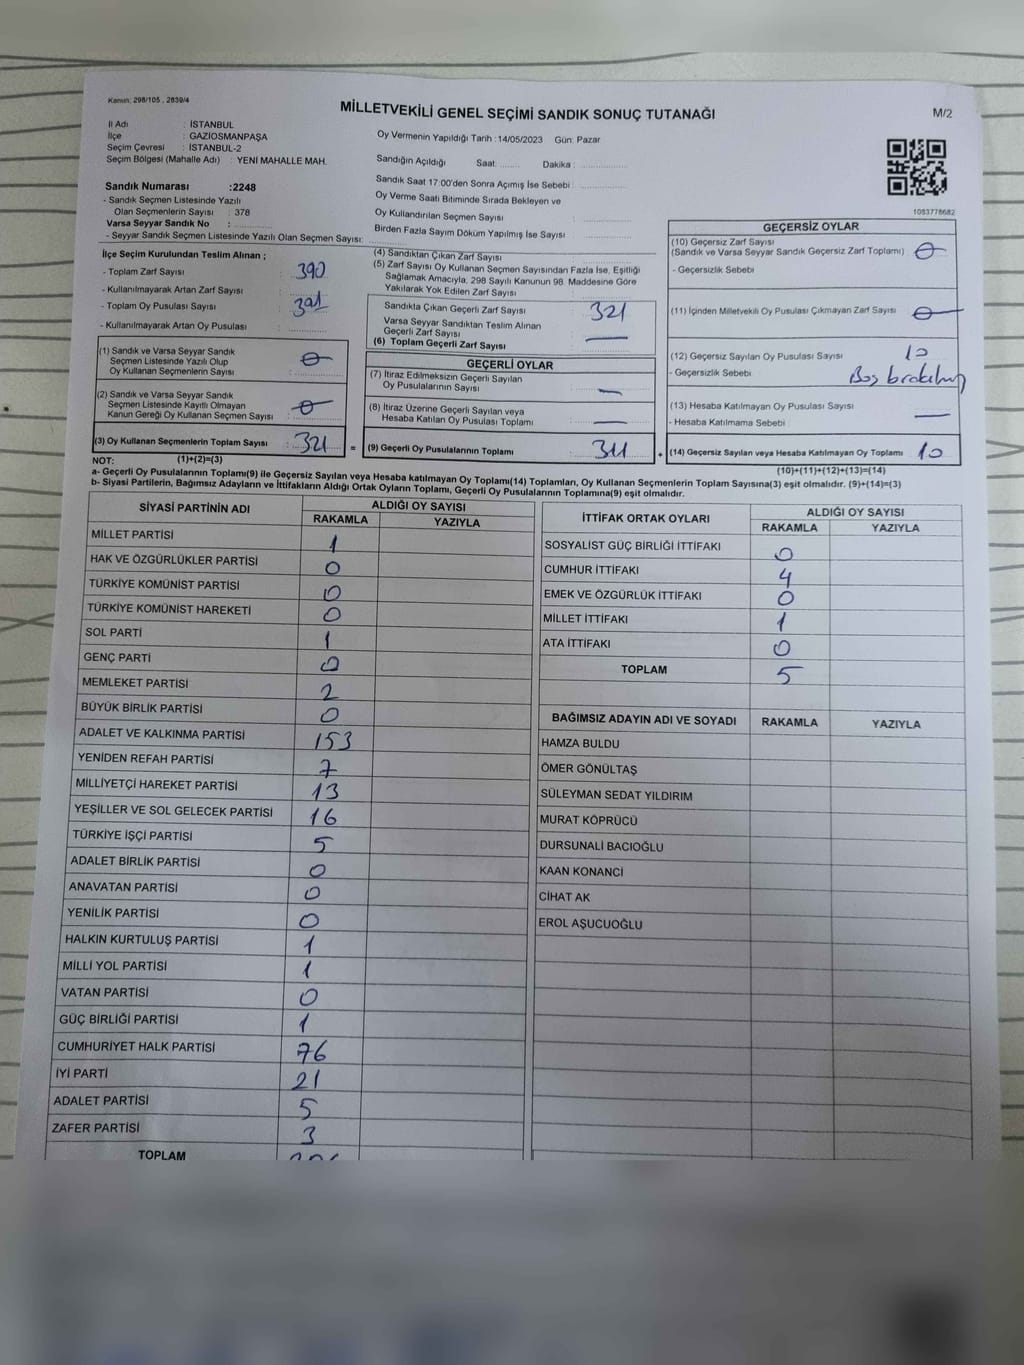 Kanun: 298/105, 2839/4
MİLLETVEKİLİ GENEL SEÇİMİ SANDIK SONUÇ TUTANAĞI
M/2
İl Adı : İSTANBUL
İlçe : GAZİOSMANPAŞA
Seçim Çevresi : İSTANBUL-2
Seçim Bölgesi (Mahalle Adı) : YENİ MAHALLE MAH.
Sandık Numarası :2248
- Sandık Seçmen Listesinde Yazılı
Olan Seçmenlerin Sayısı : 378
Varsa Seyyar Sandık No :
- Seyyar Sandık Seçmen Listesinde Yazılı Olan Seçmen Sayısı:
Oy Vermenin Yapıldığı Tarih :14/05/2023 Gün: Pazar
Sandığın Açıldığı Saat: Dakika:
Sandık Saat 17:00'den Sonra Açımış İse Sebebi :
Oy Verme Saati Bitiminde Sırada Bekleyen ve
Oy Kullandırılan Seçmen Sayısı :
Birden Fazla Sayım Döküm Yapılmış İse Sayısı
1083778682
İlçe Seçim Kurulundan Teslim Alınan ;
- Toplam Zarf Sayısı : 390
- Kullanılmayarak Artan Zarf Sayısı :
- Toplam Oy Pusulası Sayısı : 391
- Kullanılmayarak Artan Oy Pusulası :
(4) Sandıktan Çıkan Zarf Sayısı :
(5) Zarf Sayısı Oy Kullanan Seçmen Sayısından Fazla İse, Eşitliği
Sağlamak Amacıyla, 298 Sayılı Kanunun 98. Maddesine Göre
Yakılarak Yok Edilen Zarf Sayısı :
Sandıkta Çıkan Geçerli Zarf Sayısı : 321
Varsa Seyyar Sandıktan Teslim Alınan
Geçerli Zarf Sayısı
(6) Toplam Geçerli Zarf Sayısı
GEÇERSİZ OYLAR
(10) Geçersiz Zarf Sayısı 0
(Sandık ve Varsa Seyyar Sandık Geçersiz Zarf Toplamı) :
- Geçersizlik Sebebi
(11) İçinden Milletvekili Oy Pusulası Çıkmayan Zarf Sayısı : 0
(12) Geçersiz Sayılan Oy Pusulası Sayısı : 10
- Geçersizlik Sebebi : Boş bırakılmış
(13) Hesaba Katılmayan Oy Pusulası Sayısı
- Hesaba Katılmama Sebebi
(14) Geçersiz Sayılan veya Hesaba Katılmayan Oy Toplamı : 10
(10)+(11)+(12)+(13)=(14)
(1) Sandık ve Varsa Seyyar Sandık
Seçmen Listesinde Yazılı Olup
Oy Kullanan Seçmenlerin Sayısı : 0
(2) Sandık ve Varsa Seyyar Sandık
Seçmen Listesinde Kayıtlı Olmayan
Kanun Gereği Oy Kullanan Seçmen Sayısı : 0
(3) Oy Kullanan Seçmenlerin Toplam Sayısı : 321 =
(1)+(2)=(3)
GEÇERLİ OYLAR
(7) İtiraz Edilmeksizin Geçerli Sayılan
Oy Pusulalarının Sayısı
(8) İtiraz Üzerine Geçerli Sayılan veya
Hesaba Katılan Oy Pusulası Toplamı
(9) Geçerli Oy Pusulalarının Toplamı : 311 +
NOT:
a- Geçerli Oy Pusulalarının Toplamı(9) ile Geçersiz Sayılan veya Hesaba katılmayan Oy Toplamı(14) Toplamları, Oy Kullanan Seçmenlerin Toplam Sayısına(3) eşit olmalıdır. (9)+(14)=(3)
b- Siyasi Partilerin, Bağımsız Adayların ve İttifakların Aldığı Ortak Oyların Toplamı, Geçerli Oy Pusulalarının Toplamına(9) eşit olmalıdır.
SİYASİ PARTİNİN ADI ALDIĞI OY SAYISI
RAKAMLA YAZIYLA
MİLLET PARTİSİ 1
HAK VE ÖZGÜRLÜKLER PARTİSİ 0
TÜRKİYE KOMÜNİST PARTİSİ 0
TÜRKİYE KOMÜNİST HAREKETİ 0
SOL PARTİ 1
GENÇ PARTİ 0
MEMLEKET PARTİSİ 2
BÜYÜK BİRLİK PARTİSİ 0
ADALET VE KALKINMA PARTİSİ 153
YENİDEN REFAH PARTİSİ 7
MİLLİYETÇİ HAREKET PARTİSİ 13
YEŞİLLER VE SOL GELECEK PARTİSİ 16
TÜRKİYE İŞÇİ PARTİSİ 5
ADALET BİRLİK PARTİSİ 0
ANAVATAN PARTİSİ 0
YENİLİK PARTİSİ 0
HALKIN KURTULUŞ PARTİSİ 1
MİLLİ YOL PARTİSİ 1
VATAN PARTİSİ 0
GÜÇ BİRLİĞİ PARTİSİ 1
CUMHURİYET HALK PARTİSİ 76
İYİ PARTİ 21
ADALET PARTİSİ 5
ZAFER PARTİSİ 3
TOPLAM
İTTİFAK ORTAK OYLARI ALDIĞI OY SAYISI
RAKAMLA YAZIYLA
SOSYALİST GÜÇ BİRLİĞİ İTTİFAKI 0
CUMHUR İTTİFAKI 4
EMEK VE ÖZGÜRLÜK İTTİFAKI 0
MİLLET İTTİFAKI 1
ATA İTTİFAKI 0
TOPLAM 5
BAĞIMSIZ ADAYIN ADI VE SOYADI RAKAMLA YAZIYLA
HAMZA BULDU
ÖMER GÖNÜLTAŞ
SÜLEYMAN SEDAT YILDIRIM
MURAT KÖPRÜCÜ
DURSUNALİ BACIOĞLU
KAAN KONANCİ
CİHAT AK
EROL AŞUCUOĞLU